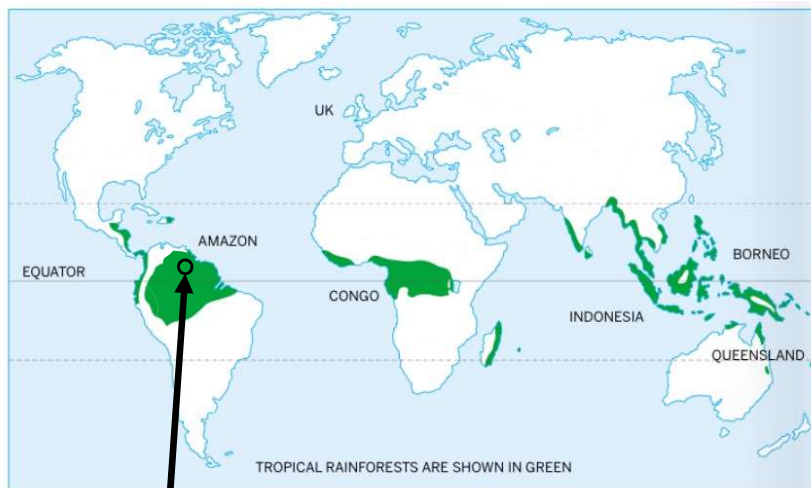 UK
AMAZON
BORNEO
EQUATOR
CONGO
INDONESIA
QUEENSLAND
TROPICAL RAINFORESTS ARE SHOWN IN GREEN